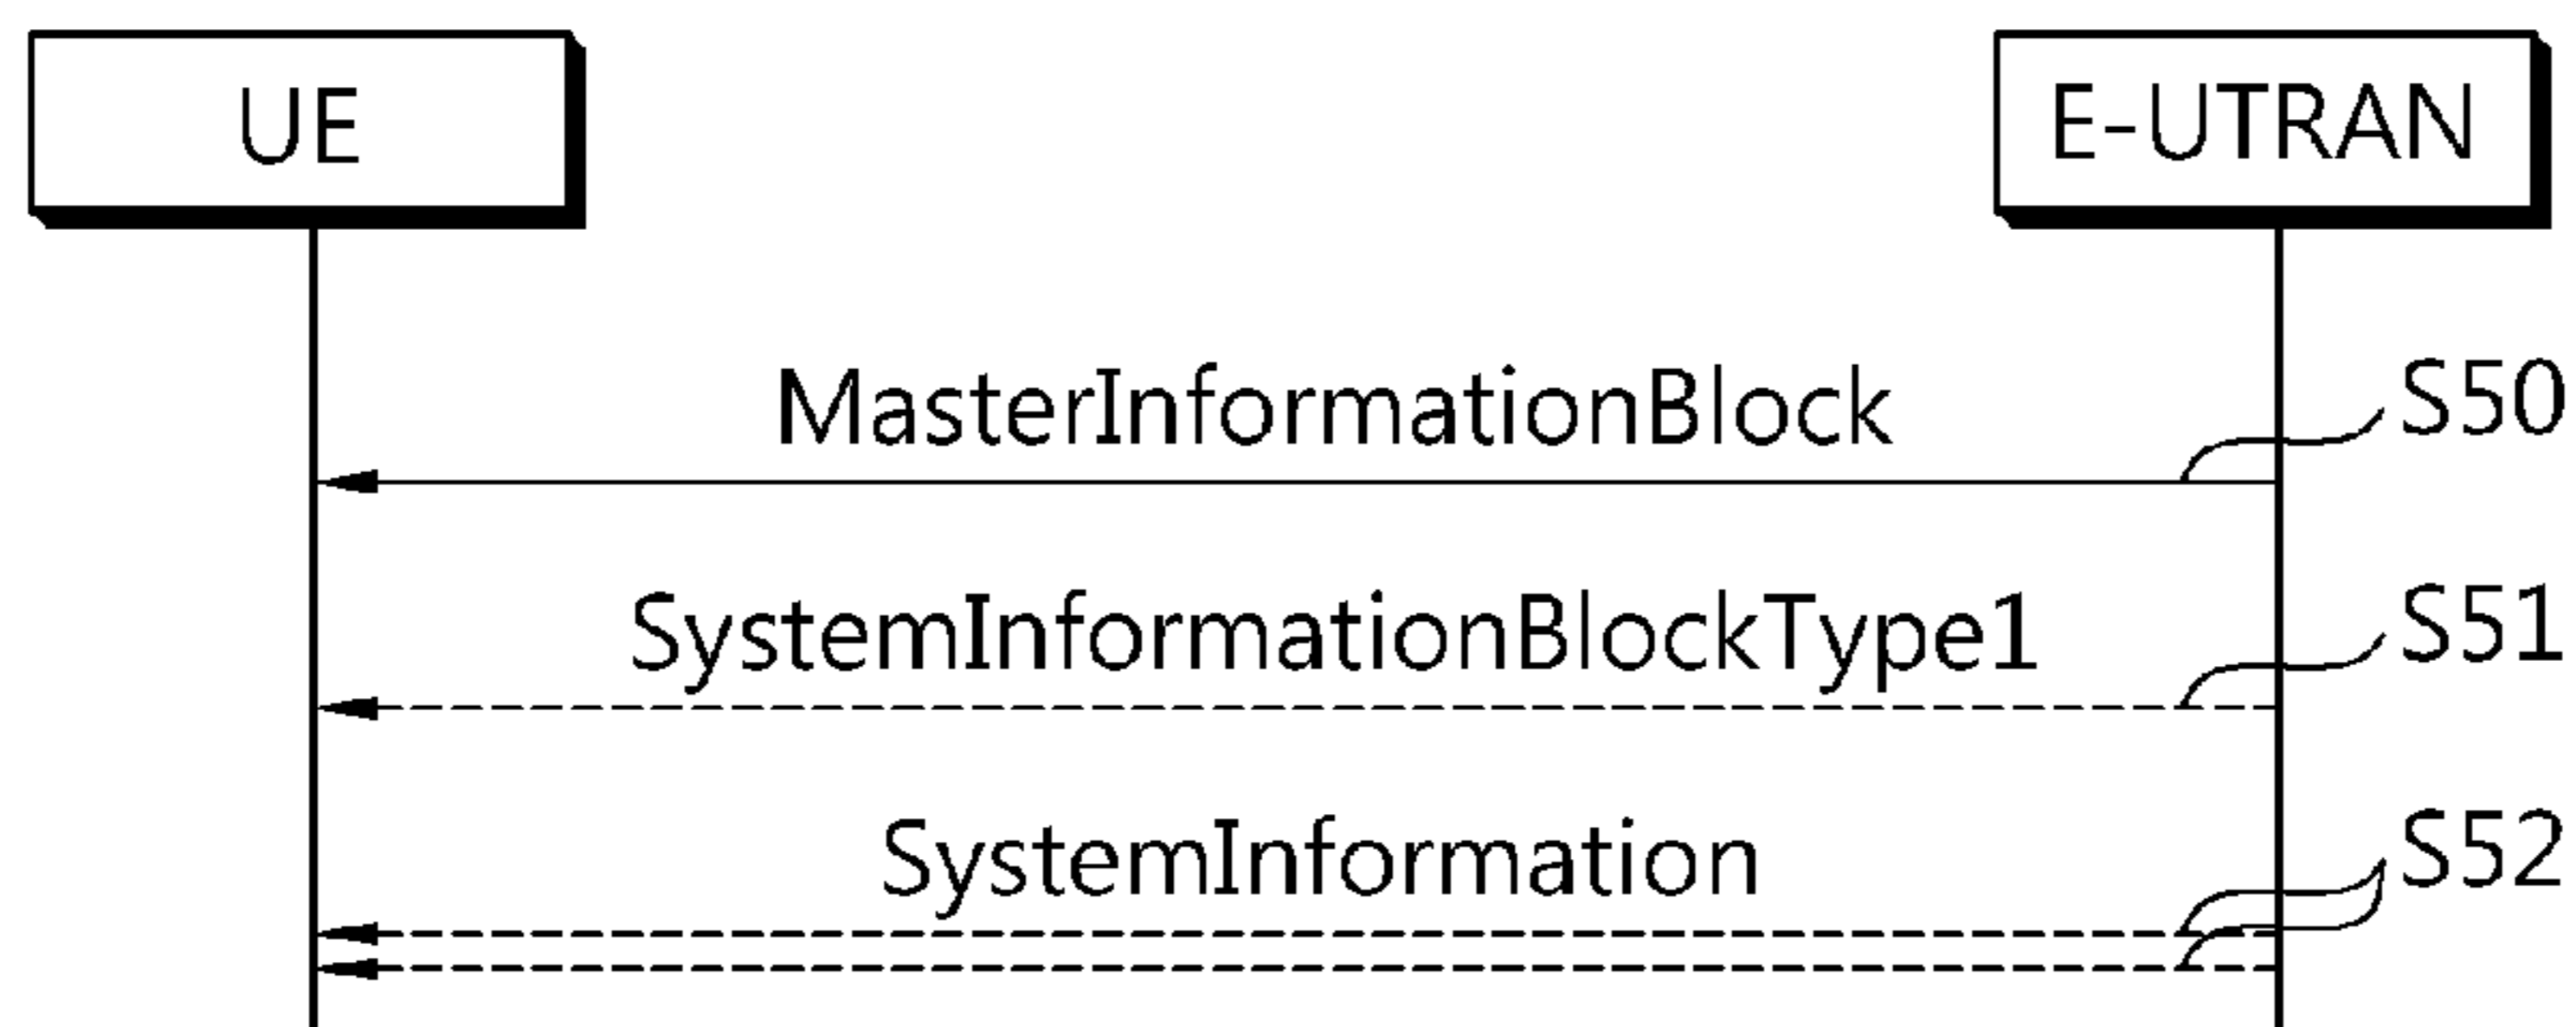 UE
E-UTRAN
MasterInformationBlock
S50
SystemInformationBlockType1
S51
SystemInformation
S52